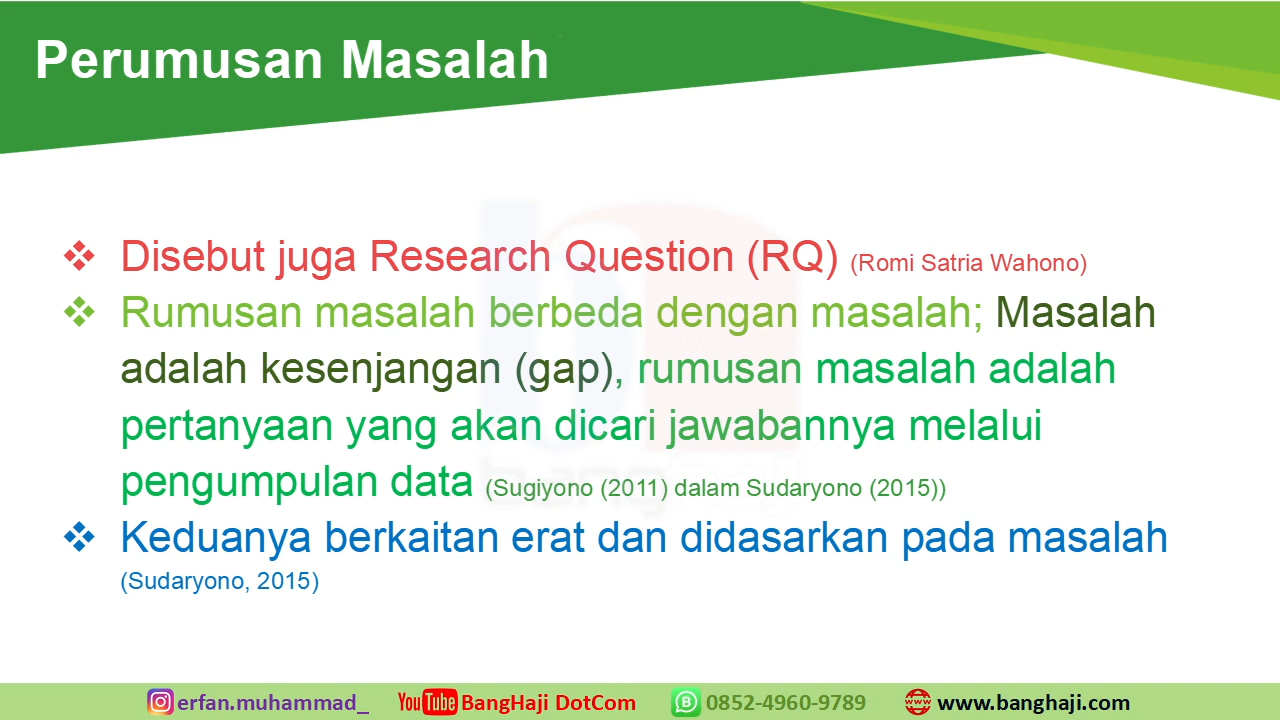 Perumusan Masalah
Disebut juga Research Question (RQ) (Romi Satria Wahono)
Rumusan masalah berbeda dengan masalah; Masalah
adalah kesenjangan (gap), rumusan masalah adalah
pertanyaan yang akan dicari jawabannya melalui
pengumpulan data (Sugiyono (2011) dalam Sudaryono (2015))
Keduanya berkaitan erat dan didasarkan pada masalah
(Sudaryono, 2015)
banghaji
erfan.muhammad_ YouTube BangHaji DotCom B 0852-4960-9789 www www.banghaji.com